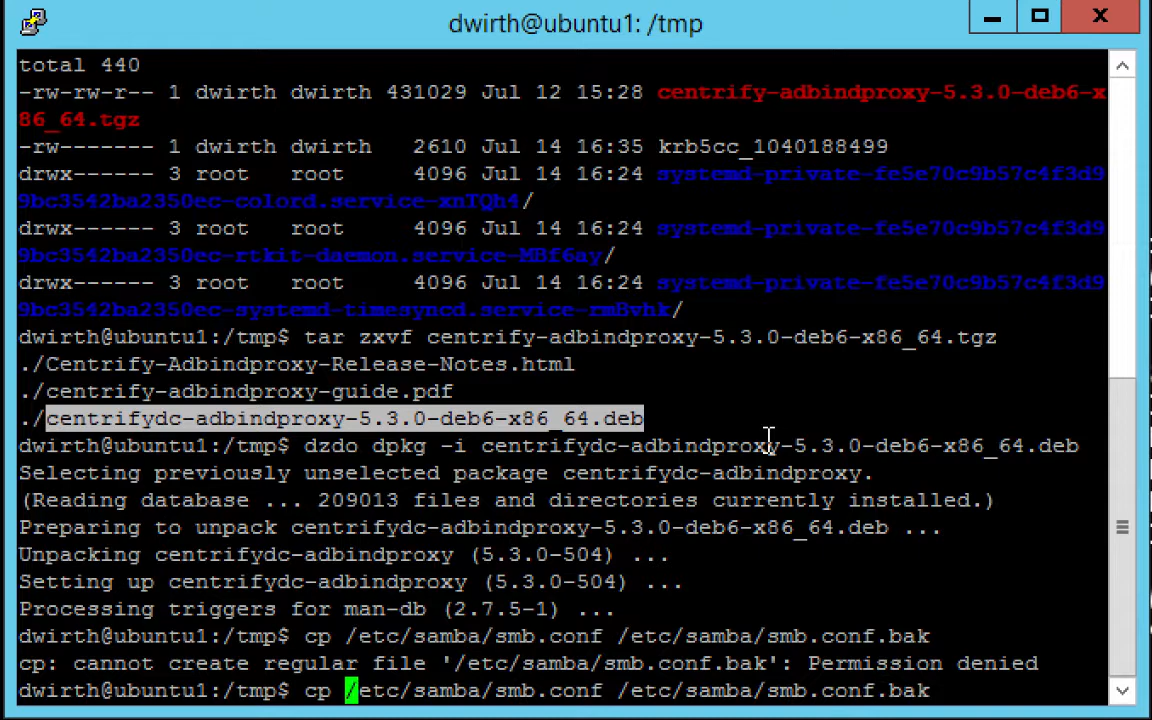 dwirth@ubuntu1: /tmp
total 440
-rw-rw-r-- 1 dwirth dwirth 431029 Jul 12 15:28 centrify-adbindproxy-5.3.0-deb6-x
86_64.tgz
-rw------- 1 dwirth dwirth   2610 Jul 14 16:35 krb5cc_1040188499
drwx------ 3 root   root     4096 Jul 14 16:24 systemd-private-fe5e70c9b57c4f3d9
9bc3542ba2350ec-colord.service-xnTQh4/
drwx------ 3 root   root     4096 Jul 14 16:24 systemd-private-fe5e70c9b57c4f3d9
9bc3542ba2350ec-rtkit-daemon.service-MBf6ay/
drwx------ 3 root   root     4096 Jul 14 16:24 systemd-private-fe5e70c9b57c4f3d9
9bc3542ba2350ec-systemd-timesyncd.service-rmBvhk/
dwirth@ubuntu1:/tmp$ tar zxvf centrify-adbindproxy-5.3.0-deb6-x86_64.tgz
./Centrify-Adbindproxy-Release-Notes.html
./centrify-adbindproxy-guide.pdf
./centrifydc-adbindproxy-5.3.0-deb6-x86_64.deb
dwirth@ubuntu1:/tmp$ dzdo dpkg -i centrifydc-adbindproxy-5.3.0-deb6-x86_64.deb
Selecting previously unselected package centrifydc-adbindproxy.
(Reading database ... 209013 files and directories currently installed.)
Preparing to unpack centrifydc-adbindproxy-5.3.0-deb6-x86_64.deb ...
Unpacking centrifydc-adbindproxy (5.3.0-504) ...
Setting up centrifydc-adbindproxy (5.3.0-504) ...
Processing triggers for man-db (2.7.5-1) ...
dwirth@ubuntu1:/tmp$ cp /etc/samba/smb.conf /etc/samba/smb.conf.bak
cp: cannot create regular file '/etc/samba/smb.conf.bak': Permission denied
dwirth@ubuntu1:/tmp$ cp /etc/samba/smb.conf /etc/samba/smb.conf.bak